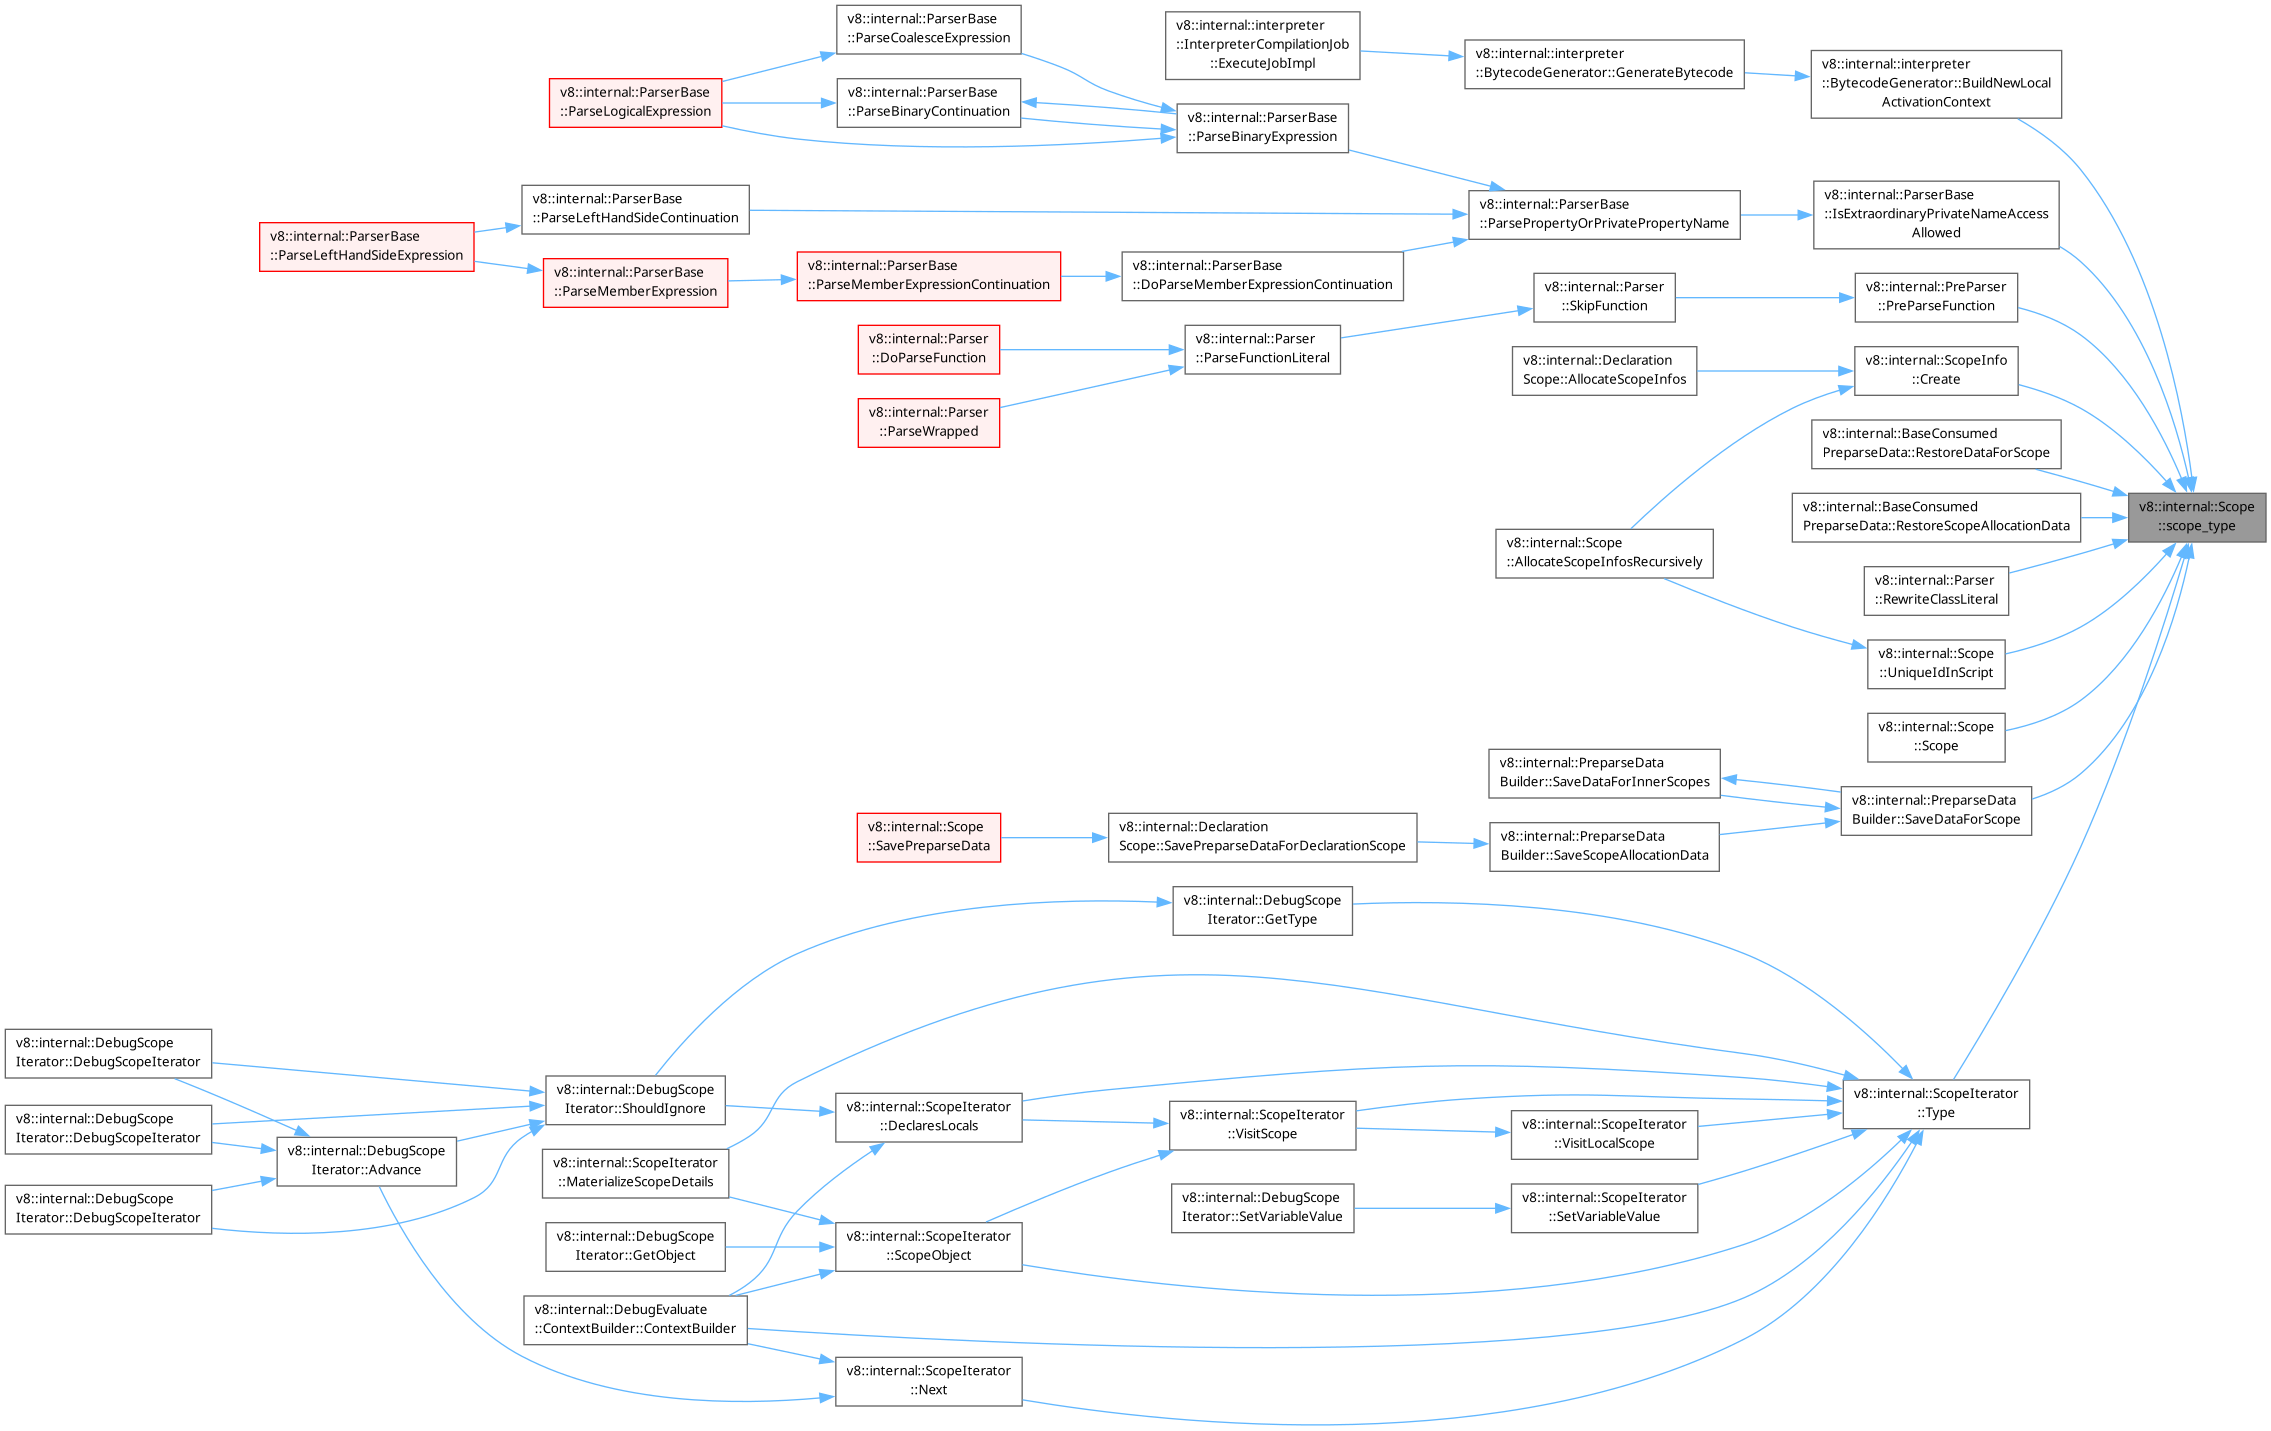 v8::internal::ParserBase
::ParseCoalesceExpression
v8::internal::interpreter
::InterpreterCompilationJob
::ExecuteJobImpl
v8::internal::interpreter
::BytecodeGenerator::GenerateBytecode
v8::internal::interpreter
::BytecodeGenerator::BuildNewLocal
ActivationContext
v8::internal::ParserBase
::ParseLogicalExpression
v8::internal::ParserBase
::ParseBinaryContinuation
v8::internal::ParserBase
::ParseBinaryExpression
v8::internal::ParserBase
::ParseLeftHandSideContinuation
v8::internal::ParserBase
::ParsePropertyOrPrivatePropertyName
v8::internal::ParserBase
::IsExtraordinaryPrivateNameAccess
Allowed
v8::internal::ParserBase
::ParseLeftHandSideExpression
v8::internal::ParserBase
::ParseMemberExpression
v8::internal::ParserBase
::ParseMemberExpressionContinuation
v8::internal::ParserBase
::DoParseMemberExpressionContinuation
v8::internal::Parser
::SkipFunction
v8::internal::PreParser
::PreParseFunction
v8::internal::Parser
::DoParseFunction
v8::internal::Parser
::ParseFunctionLiteral
v8::internal::Declaration
Scope::AllocateScopeInfos
v8::internal::ScopeInfo
::Create
v8::internal::Parser
::ParseWrapped
v8::internal::BaseConsumed
PreparseData::RestoreDataForScope
v8::internal::BaseConsumed
PreparseData::RestoreScopeAllocationData
v8::internal::Scope
::scope_type
v8::internal::Scope
::AllocateScopeInfosRecursively
v8::internal::Parser
::RewriteClassLiteral
v8::internal::Scope
::UniqueIdInScript
v8::internal::Scope
::Scope
v8::internal::PreparseData
Builder::SaveDataForInnerScopes
v8::internal::PreparseData
Builder::SaveDataForScope
v8::internal::Scope
::SavePreparseData
v8::internal::Declaration
Scope::SavePreparseDataForDeclarationScope
v8::internal::PreparseData
Builder::SaveScopeAllocationData
v8::internal::DebugScope
Iterator::GetType
v8::internal::DebugScope
Iterator::DebugScopeIterator
v8::internal::DebugScope
Iterator::ShouldIgnore
v8::internal::ScopeIterator
::DeclaresLocals
v8::internal::ScopeIterator
::VisitScope
v8::internal::ScopeIterator
::VisitLocalScope
v8::internal::ScopeIterator
::Type
v8::internal::DebugScope
Iterator::DebugScopeIterator
v8::internal::DebugScope
Iterator::Advance
v8::internal::ScopeIterator
::MaterializeScopeDetails
v8::internal::DebugScope
Iterator::SetVariableValue
v8::internal::ScopeIterator
::SetVariableValue
v8::internal::DebugScope
Iterator::DebugScopeIterator
v8::internal::DebugScope
Iterator::GetObject
v8::internal::ScopeIterator
::ScopeObject
v8::internal::DebugEvaluate
::ContextBuilder::ContextBuilder
v8::internal::ScopeIterator
::Next